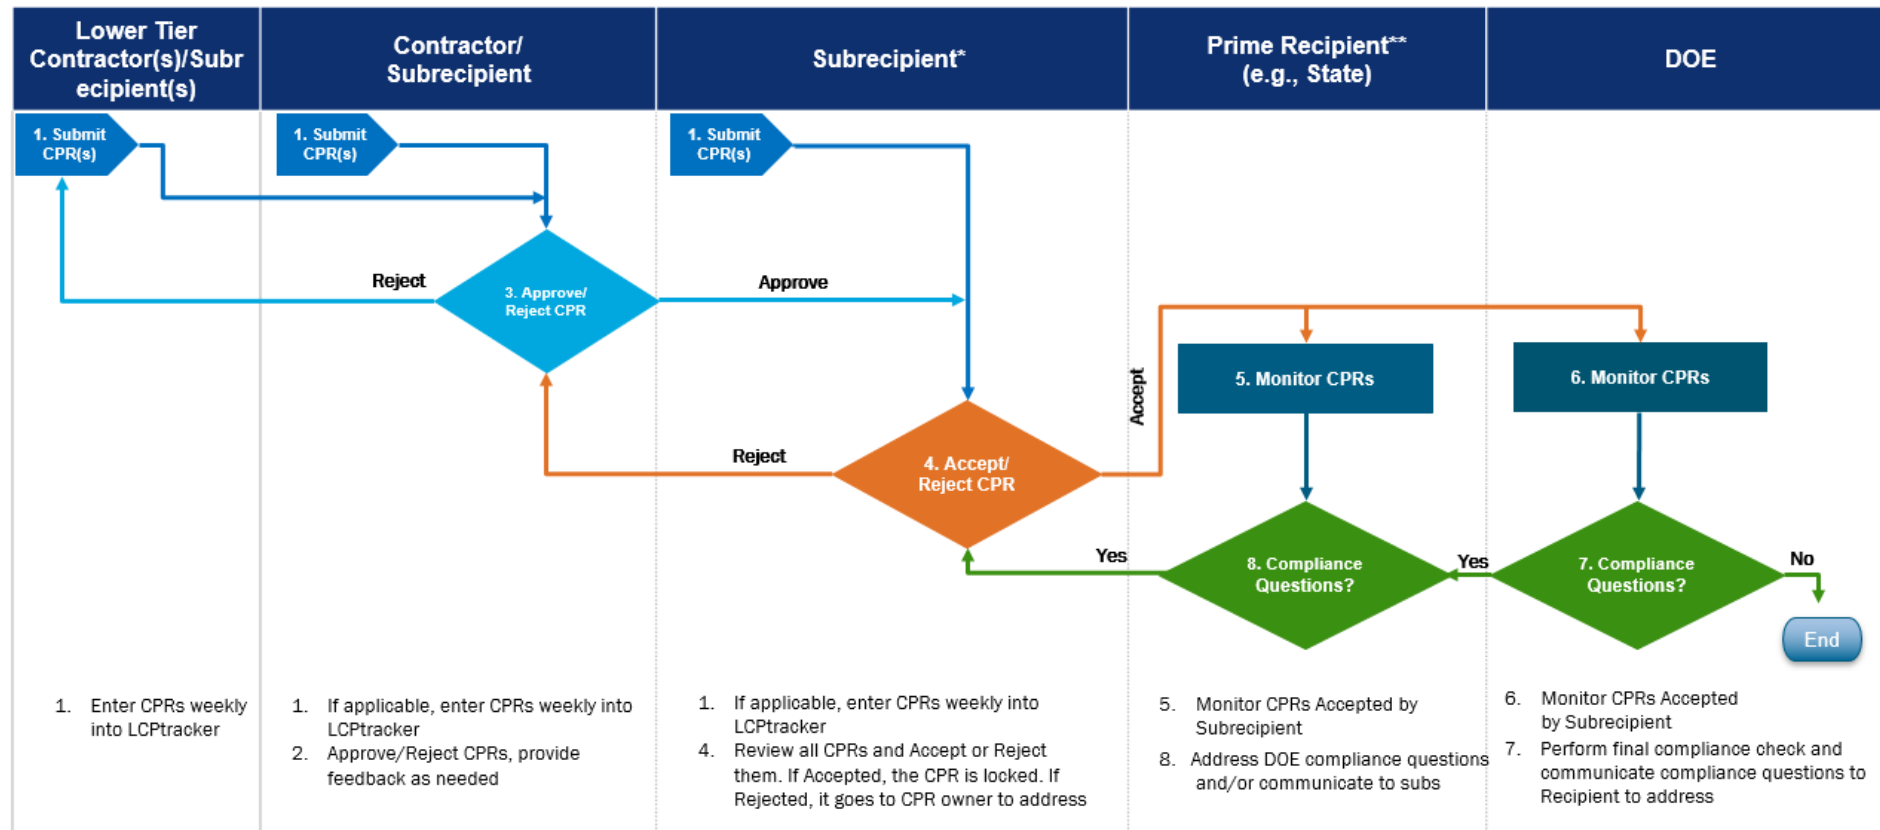 Lower Tier
Contractor(s)/Subr
ecipient(s)
Contractor/
Subrecipient
Subrecipient*
Prime Recipient**
(e.g., State)
DOE
1. Submit
CPR(s)
1. Submit
CPR(s)
1. Submit
CPR(s)
Reject
3. Approve/
Reject CPR
Approve
Accept
5. Monitor CPRs
6. Monitor CPRs
Reject
4. Accept/
Reject CPR
Yes
8. Compliance
Questions?
Yes
7. Compliance
Questions?
No
End
1. Enter CPRs weekly
into LCPtracker
1. If applicable, enter CPRs weekly into
LCPtracker
2. Approve/Reject CPRs, provide
feedback as needed
1. If applicable, enter CPRs weekly into
LCPtracker
4. Review all CPRs and Accept or Reject
them. If Accepted, the CPR is locked. If
Rejected, it goes to CPR owner to address
5. Monitor CPRs Accepted by
Subrecipient
8. Address DOE compliance questions
and/or communicate to subs
6. Monitor CPRs Accepted
by Subrecipient
7. Perform final compliance check and
communicate compliance questions to
Recipient to address